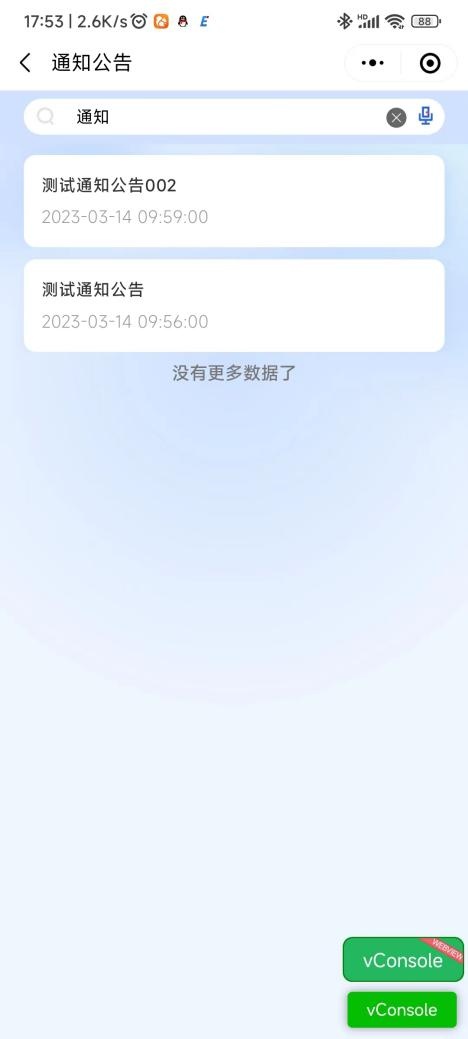 17:53 | 2.6K/s
HD
88
通知公告
通知
测试通知公告002
2023-03-14 09:59:00
测试通知公告
2023-03-14 09:56:00
没有更多数据了
WEBVIEW
vConsole
vConsole